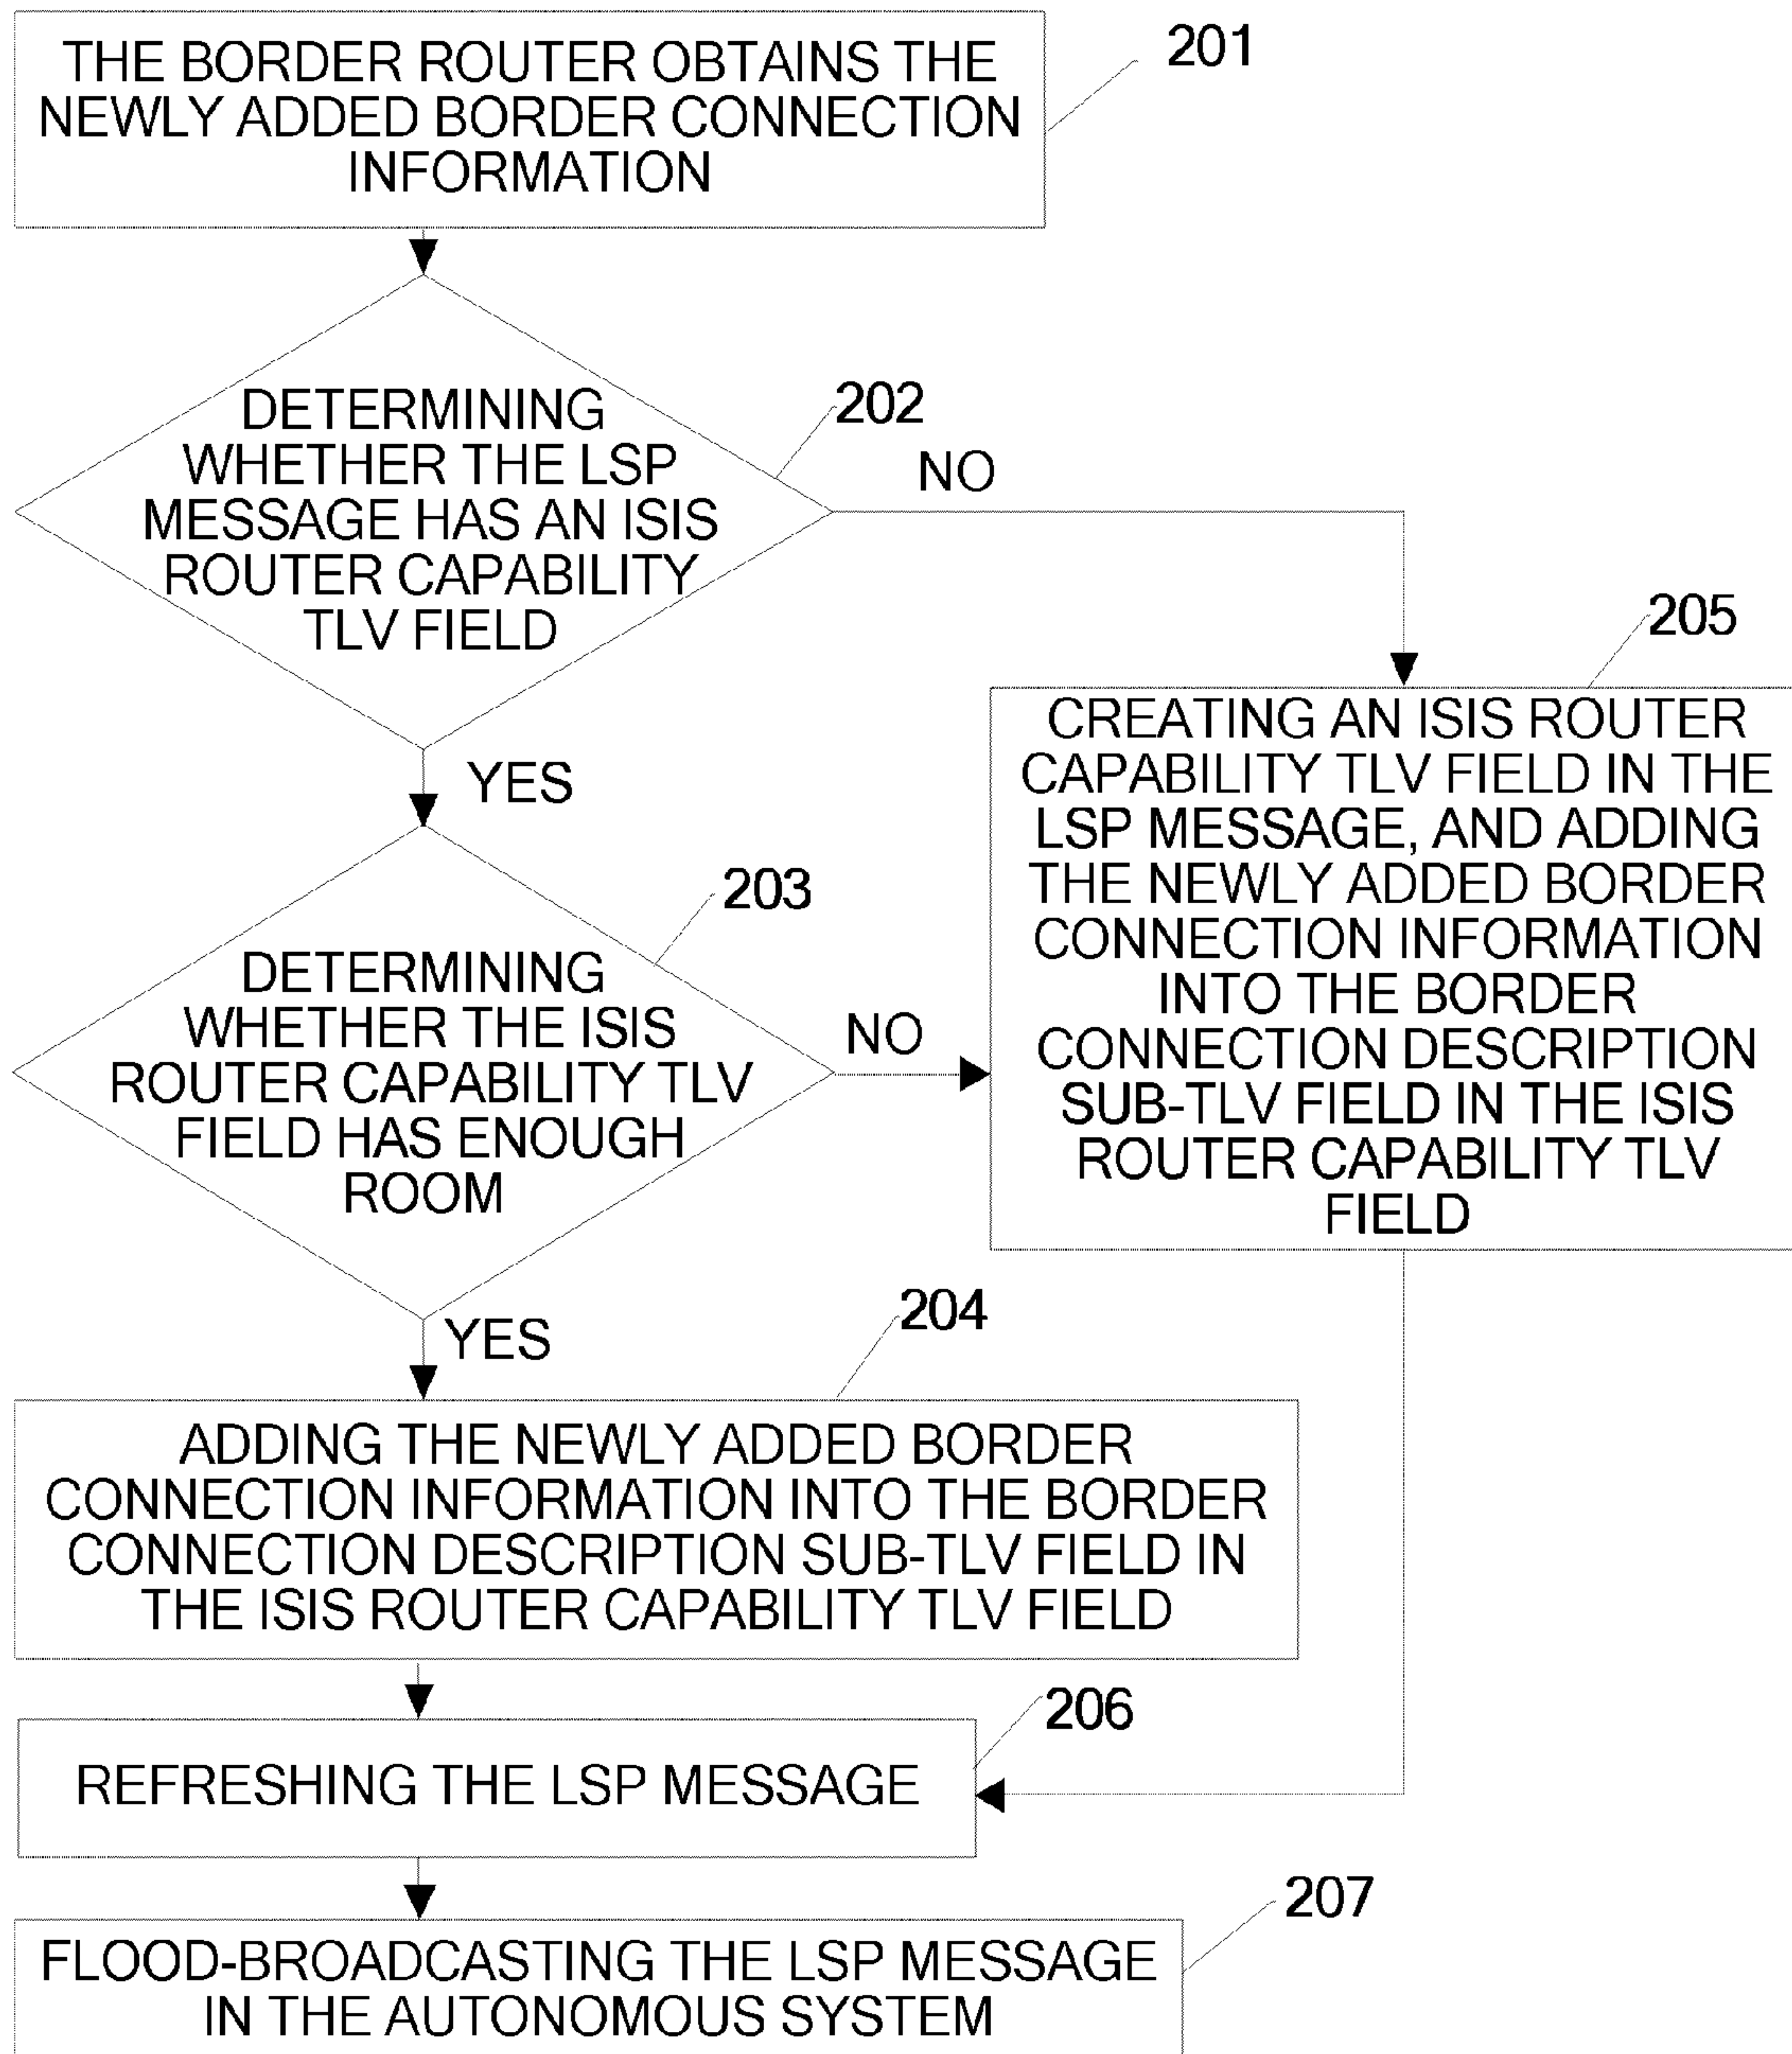 THE BORDER ROUTER OBTAINS THE
NEWLY ADDED BORDER CONNECTION
INFORMATION
201
DETERMINING
WHETHER THE LSP
MESSAGE HAS AN ISIS
ROUTER CAPABILITY
TLV FIELD
202
NO
YES
205
CREATING AN ISIS ROUTER
CAPABILITY TLV FIELD IN THE
LSP MESSAGE, AND ADDING
THE NEWLY ADDED BORDER
CONNECTION INFORMATION
INTO THE BORDER
CONNECTION DESCRIPTION
SUB-TLV FIELD IN THE ISIS
ROUTER CAPABILITY TLV
FIELD
203
DETERMINING
WHETHER THE ISIS
ROUTER CAPABILITY TLV
FIELD HAS ENOUGH
ROOM
NO
YES
204
ADDING THE NEWLY ADDED BORDER
CONNECTION INFORMATION INTO THE BORDER
CONNECTION DESCRIPTION SUB-TLV FIELD IN
THE ISIS ROUTER CAPABILITY TLV FIELD
206
REFRESHING THE LSP MESSAGE
207
FLOOD-BROADCASTING THE LSP MESSAGE
IN THE AUTONOMOUS SYSTEM